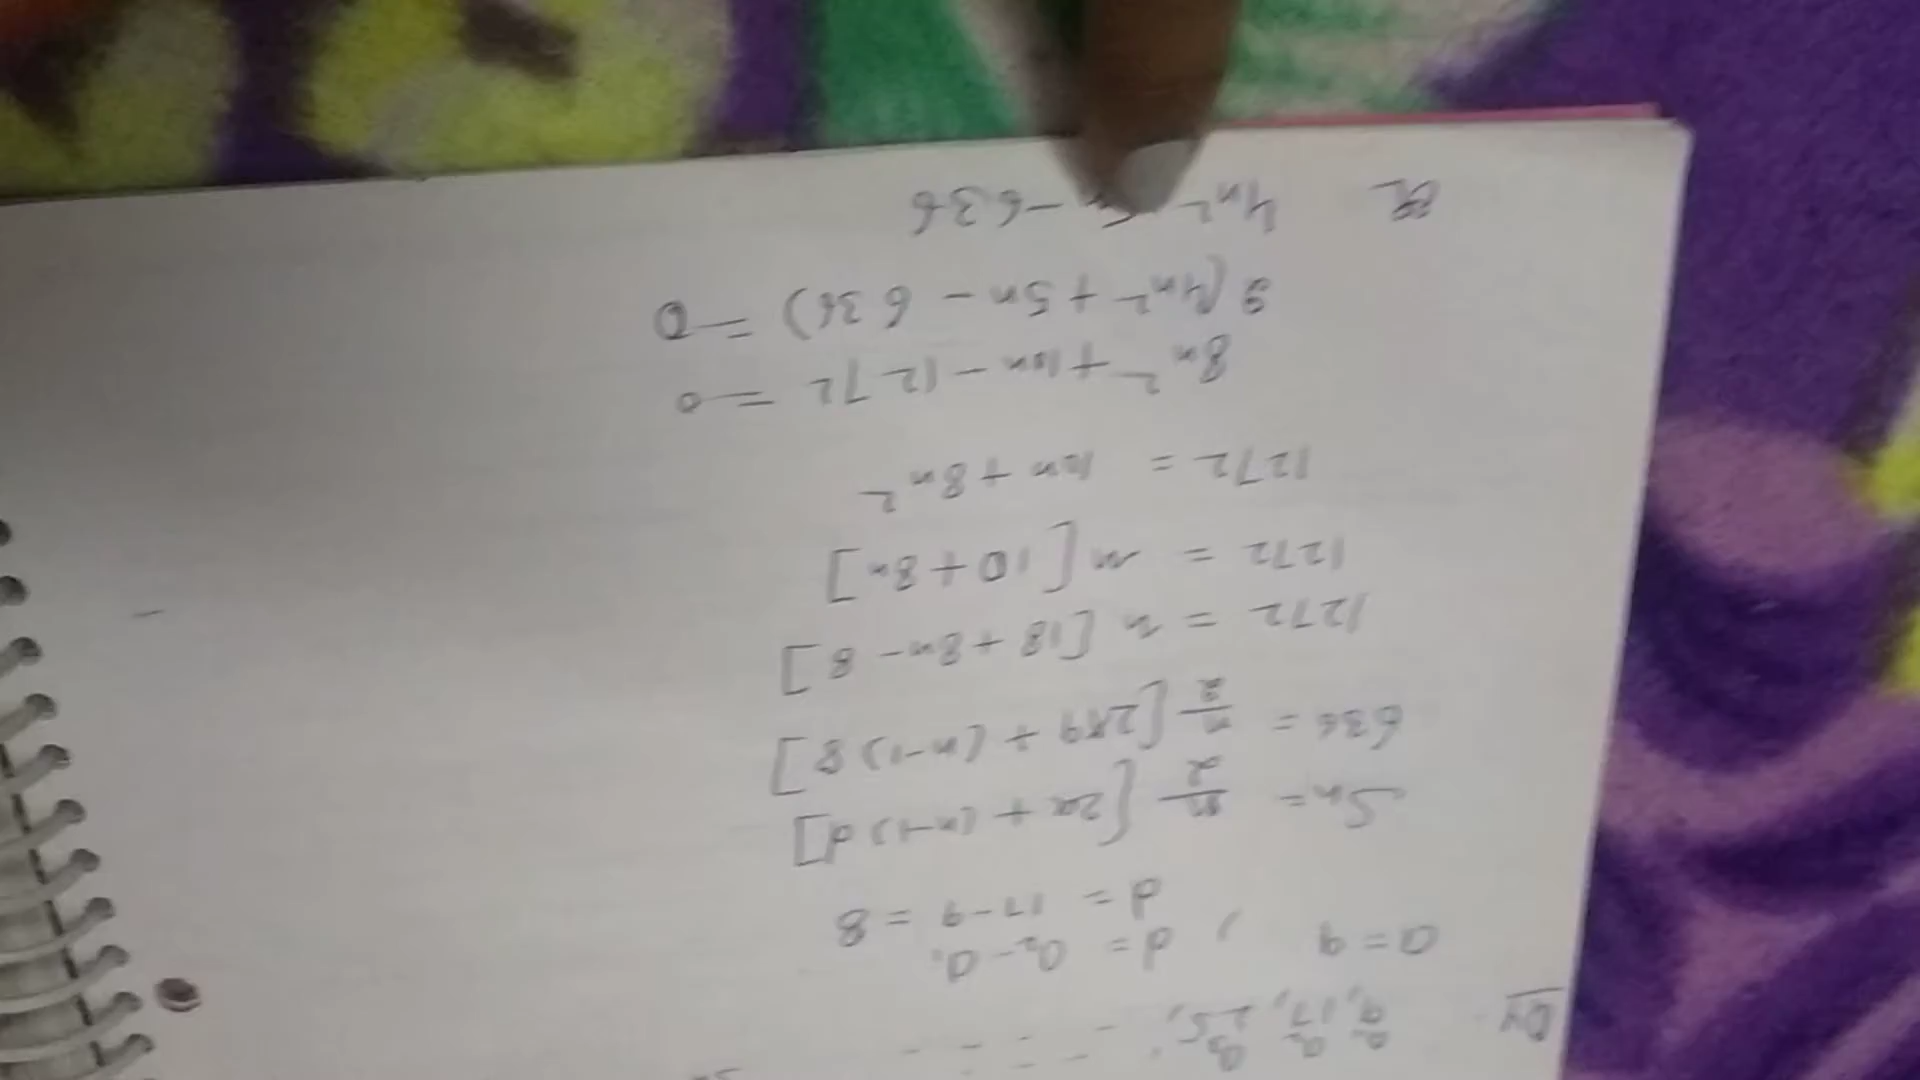 Q4. 9, 17, 25, - - - -
a₁ a₂ a₃
a = 9 , d = a₂ - a₁
d = 17 - 9 = 8
Sn = n/2 [2a + (n-1) d]
636 = n/2 [2×9 + (n-1) 8]
1272 = n [18 + 8n - 8]
1272 = n [10 + 8n]
1272 = 10n + 8n²
8n² + 10n - 1272 = 0
2(4n² + 5n - 636) = 0
4n² - 636